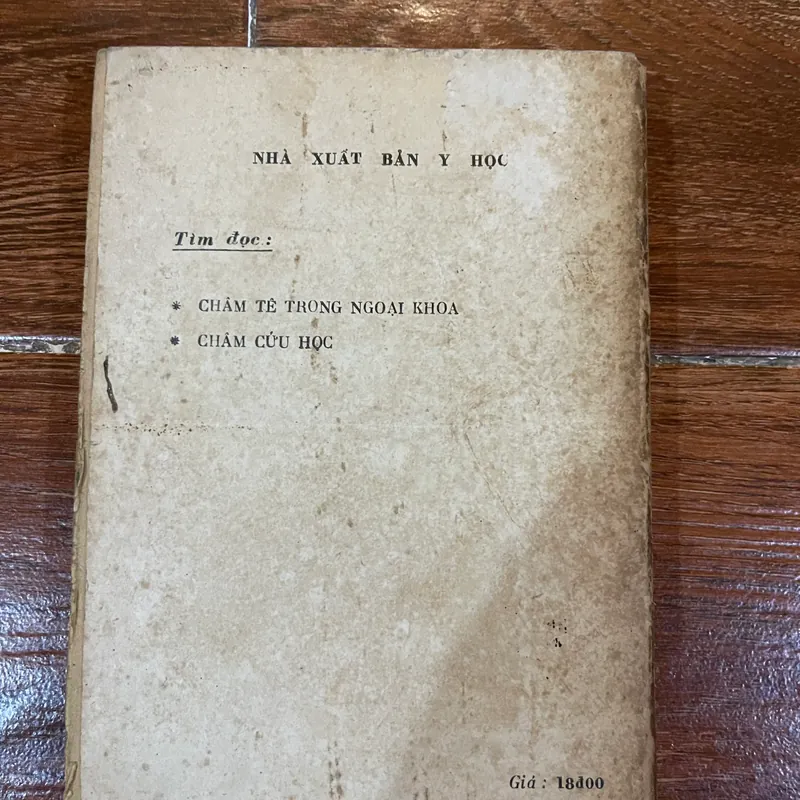 NHÀ XUẤT BẢN Y HỌC
Tìm đọc :
* CHÂM TÊ TRONG NGOẠI KHOA
* CHÂM CỨU HỌC
Giá : 18đ00